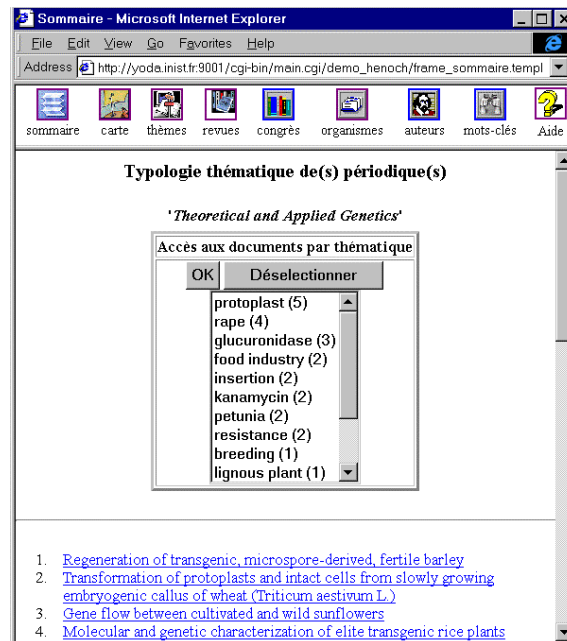 Sommaire - Microsoft Internet Explorer
File Edit View Go Favorites Help
Address http://yoda.inist.fr:9001/cgi-bin/main.cgi/demo_henoch/frame_sommaire.templ
sommaire carte thèmes revues congrès organismes auteurs mots-clés Aide
Typologie thématique de(s) périodique(s)
'Theoretical and Applied Genetics'
Accès aux documents par thématique
OK Déselectionner
protoplast (5)
rape (4)
glucuronidase (3)
food industry (2)
insertion (2)
kanamycin (2)
petunia (2)
resistance (2)
breeding (1)
lignous plant (1)
1. Regeneration of transgenic, microspore-derived, fertile barley
2. Transformation of protoplasts and intact cells from slowly growing
embryogenic callus of wheat (Triticum aestivum L.)
3. Gene flow between cultivated and wild sunflowers
4. Molecular and genetic characterization of elite transgenic rice plants